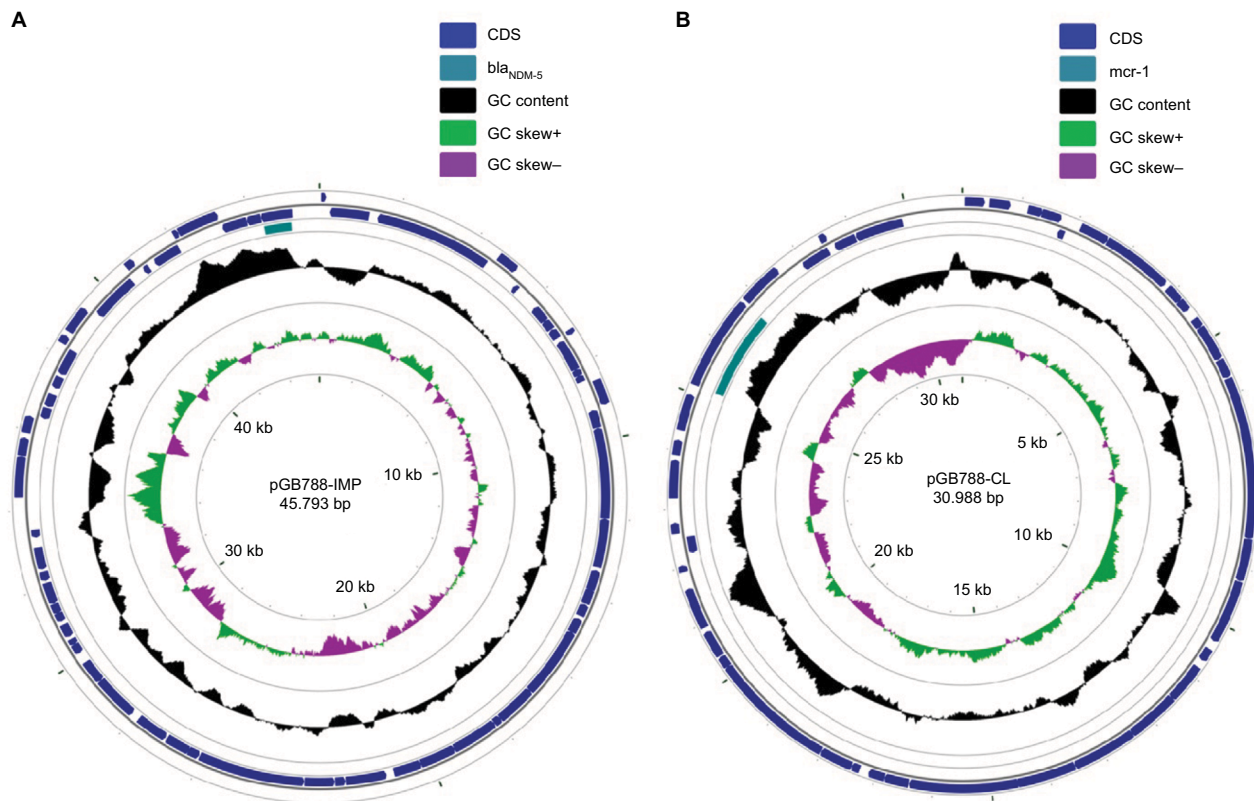 A
CDS
bla NDM-5
GC content
GC skew+
GC skew–
40 kb
10 kb
pGB788-IMP
45.793 bp
30 kb
20 kb
B
CDS
mcr-1
GC content
GC skew+
GC skew–
30 kb
5 kb
25 kb
pGB788-CL
30.988 bp
10 kb
20 kb
15 kb